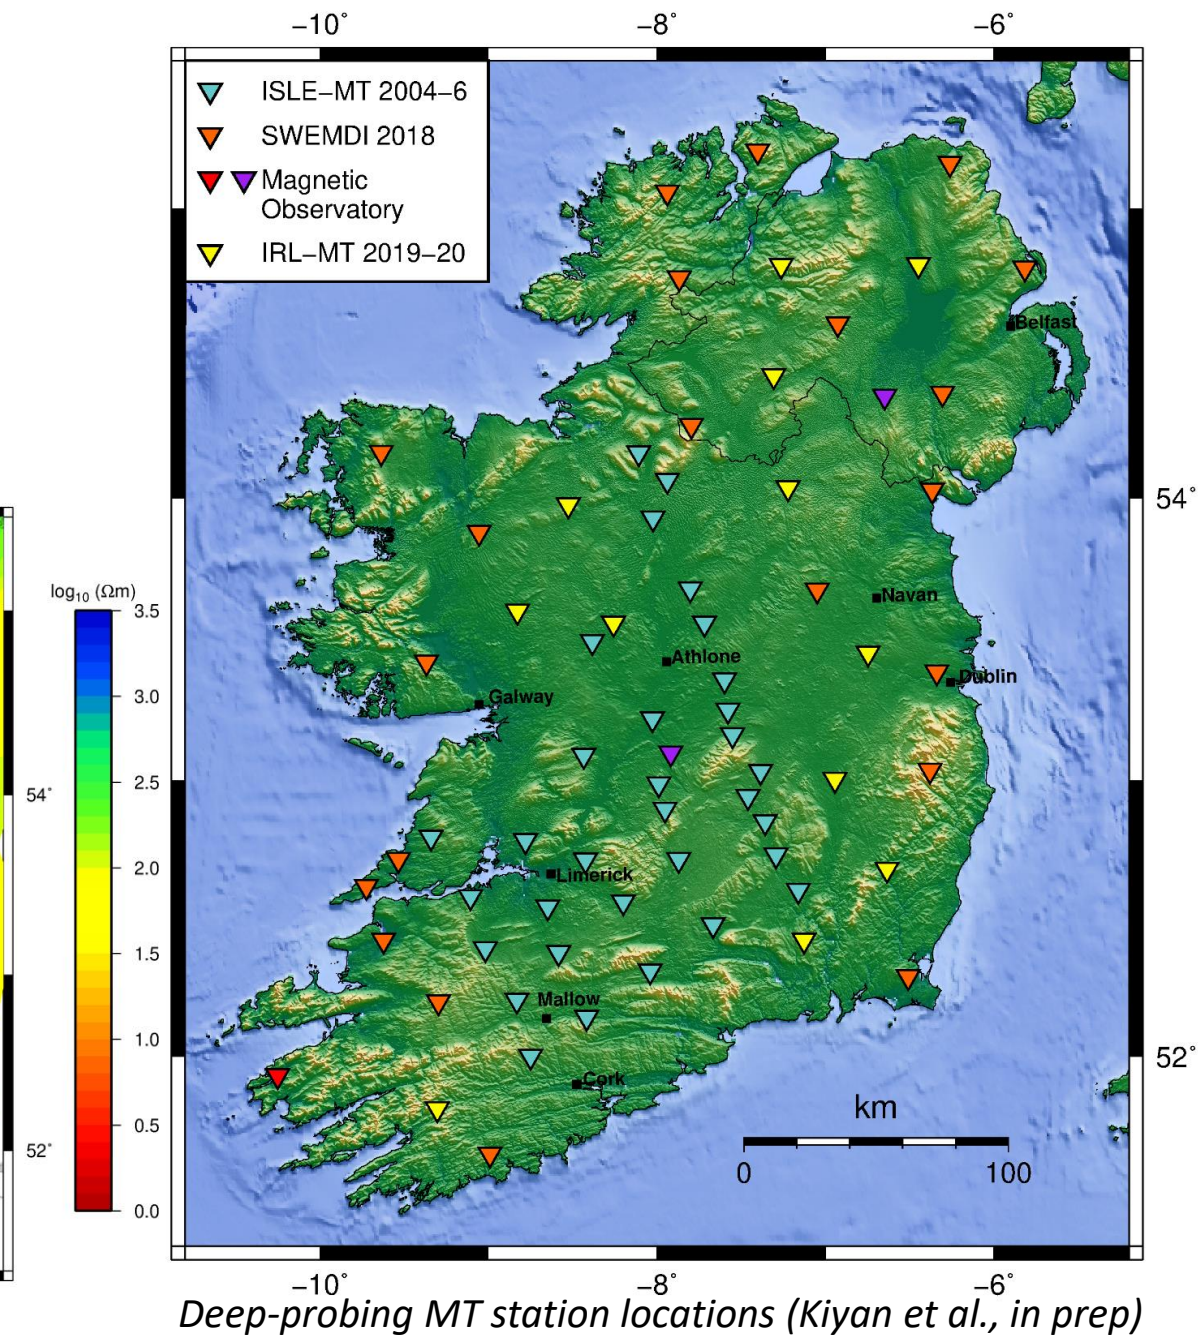 −10˚ −8˚ −6˚
ISLE−MT 2004−6
SWEMDI 2018
Magnetic
Observatory
IRL−MT 2019−20
Belfast
54˚
Navan
log10 (Ωm)
3.5
Athlone
Dublin
Galway
3.0
2.5
54˚
2.0
Limerick
1.5
Mallow
1.0
52˚
Cork
km
0.5
52˚
0 100
0.0
−10˚ −8˚ −6˚
Deep-probing MT station locations (Kiyan et al., in prep)